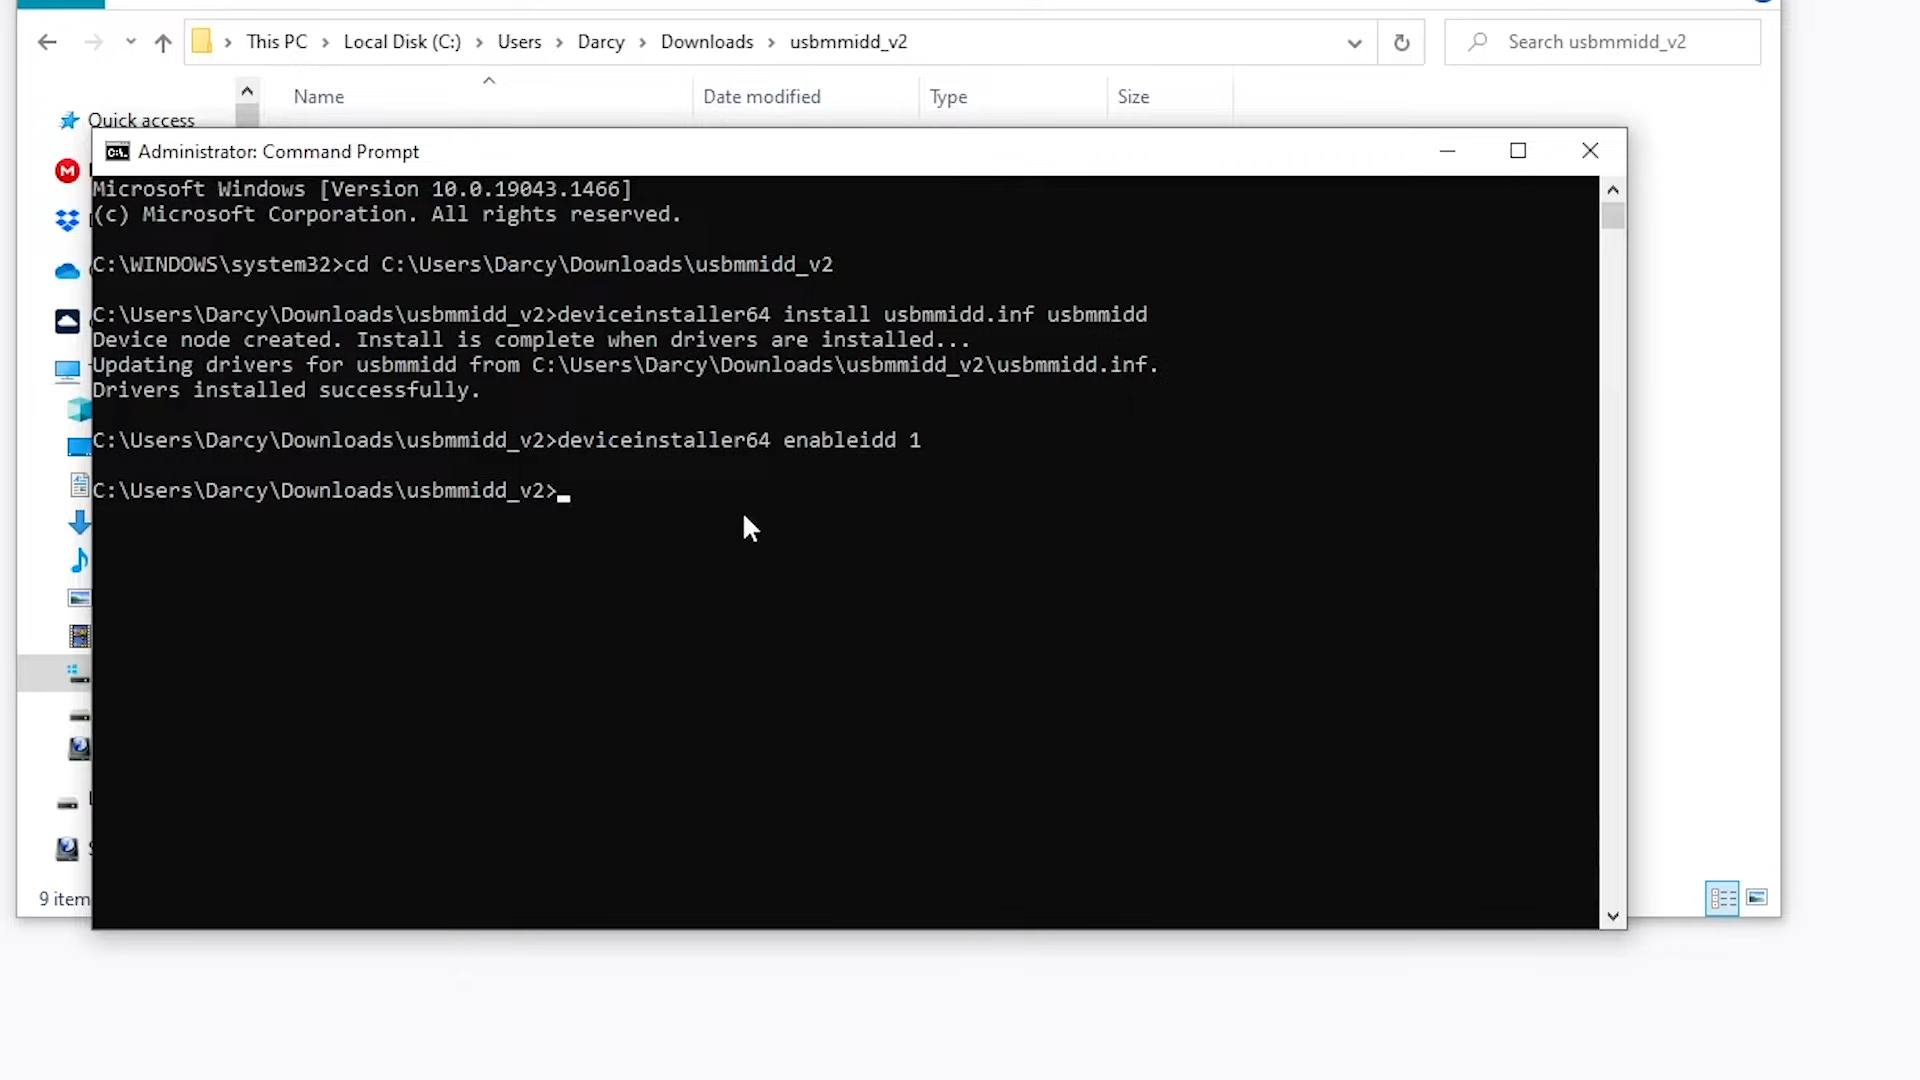 This PC > Local Disk (C:) > Users > Darcy > Downloads > usbmmidd_v2
Search usbmmidd_v2
Name Date modified Type Size
Quick access
Administrator: Command Prompt
Microsoft Windows [Version 10.0.19043.1466]
(c) Microsoft Corporation. All rights reserved.
C:\WINDOWS\system32>cd C:\Users\Darcy\Downloads\usbmmidd_v2
C:\Users\Darcy\Downloads\usbmmidd_v2>deviceinstaller64 install usbmmidd.inf usbmmidd
Device node created. Install is complete when drivers are installed...
Updating drivers for usbmmidd from C:\Users\Darcy\Downloads\usbmmidd_v2\usbmmidd.inf.
Drivers installed successfully.
C:\Users\Darcy\Downloads\usbmmidd_v2>deviceinstaller64 enableidd 1
C:\Users\Darcy\Downloads\usbmmidd_v2>
9 item